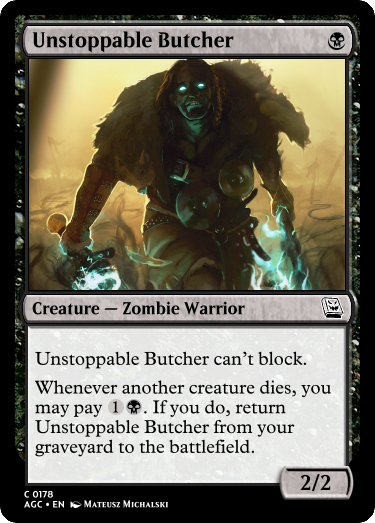 Unstoppable Butcher
Creature — Zombie Warrior
Unstoppable Butcher can't block.
Whenever another creature dies, you
may pay 1. If you do, return
Unstoppable Butcher from your
graveyard to the battlefield.
2/2
C 0178
AGC • EN Mateusz Michalski